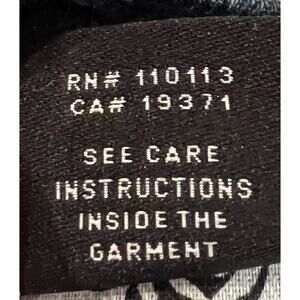 RN# 110113
CA# 19371
SEE CARE
INSTRUCTIONS
INSIDE THE
GARMENT